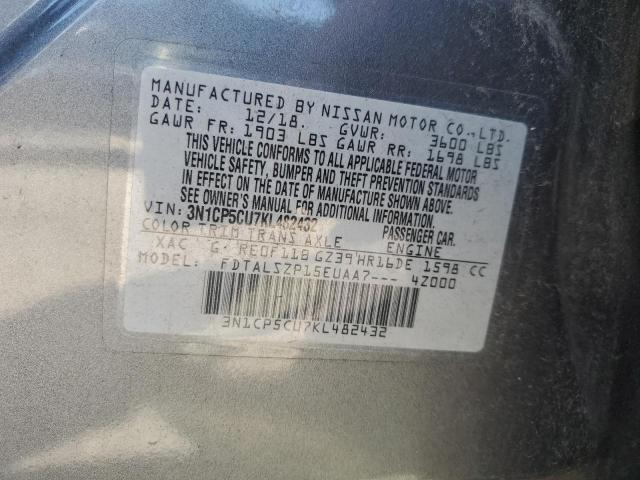 MANUFACTURED BY NISSAN MOTOR CO.,LTD.
DATE: 12/18. GVWR: 3600 LBS
GAWR FR: 1903 LBS GAWR RR: 1698 LBS
THIS VEHICLE CONFORMS TO ALL APPLICABLE FEDERAL MOTOR
VEHICLE SAFETY, BUMPER AND THEFT PREVENTION STANDARDS
IN EFFECT ON THE DATE OF MANUFACTURE SHOWN ABOVE.
SEE OWNER'S MANUAL FOR ADDITIONAL INFORMATION.
VIN: 3N1CP5CU7KL482432 PASSENGER CAR
COLOR TRIM TRANS AXLE ENGINE
XAC G RE0F11B GZ39 HR16DE 1598 CC
FDTALSZP15EUAA7--- 4Z000
3N1CP5CU7KL482432